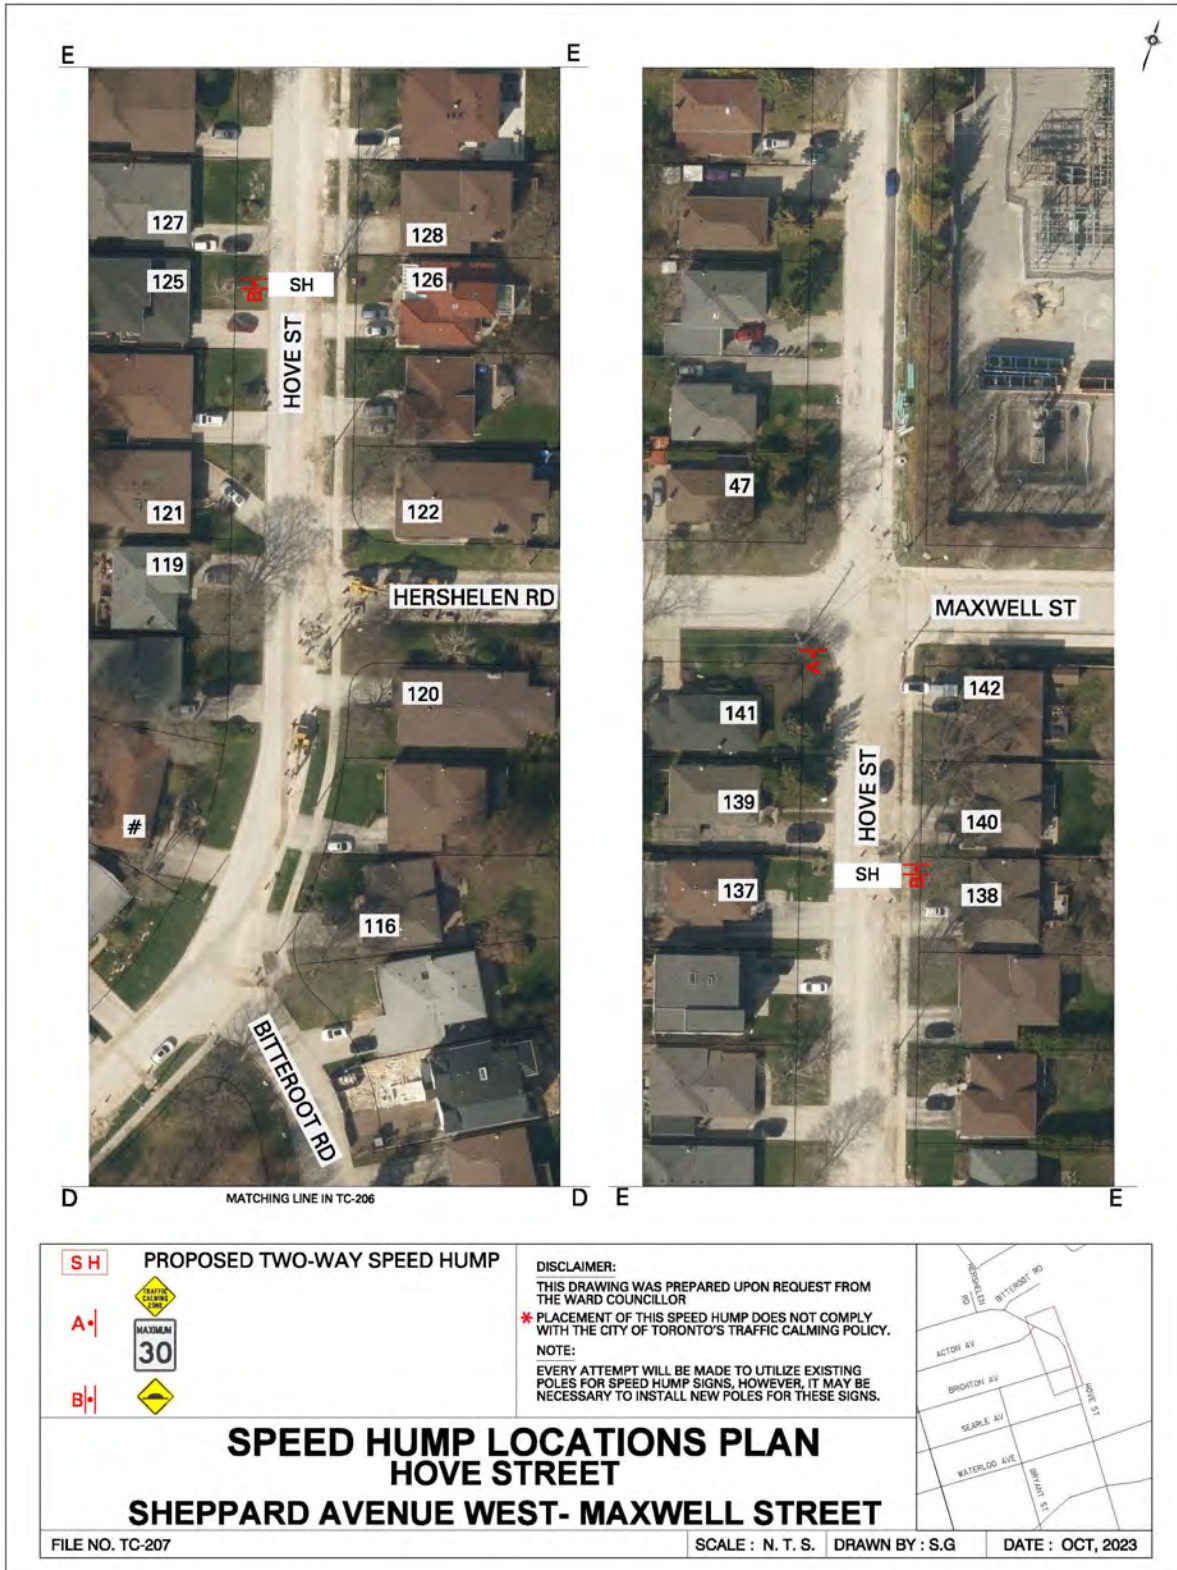 E
E
127
128
125
126
B
SH
HOVE ST
121
122
119
HERSHELEN RD
120
#
116
BITTEROOT RD
D
MATCHING LINE IN TC-206
D
47
MAXWELL ST
A
142
141
HOVE ST
139
140
SH
B
137
138
E
E
S H
PROPOSED TWO-WAY SPEED HUMP
TRAFFIC
CALMING
ZONE
A
MAXIMUM
30
B
DISCLAIMER:
THIS DRAWING WAS PREPARED UPON REQUEST FROM
THE WARD COUNCILLOR
* PLACEMENT OF THIS SPEED HUMP DOES NOT COMPLY
WITH THE CITY OF TORONTO'S TRAFFIC CALMING POLICY.
NOTE:
EVERY ATTEMPT WILL BE MADE TO UTILIZE EXISTING
POLES FOR SPEED HUMP SIGNS, HOWEVER, IT MAY BE
NECESSARY TO INSTALL NEW POLES FOR THESE SIGNS.
HERSHELEN
RD
BITTEROOT RD
ACTON AV
BRIGHTON AV
HOVE ST
SEARLE AV
WATERLOO AVE
BRYANT ST
SPEED HUMP LOCATIONS PLAN
HOVE STREET
SHEPPARD AVENUE WEST- MAXWELL STREET
FILE NO. TC-207
SCALE : N. T. S.
DRAWN BY : S.G
DATE : OCT, 2023